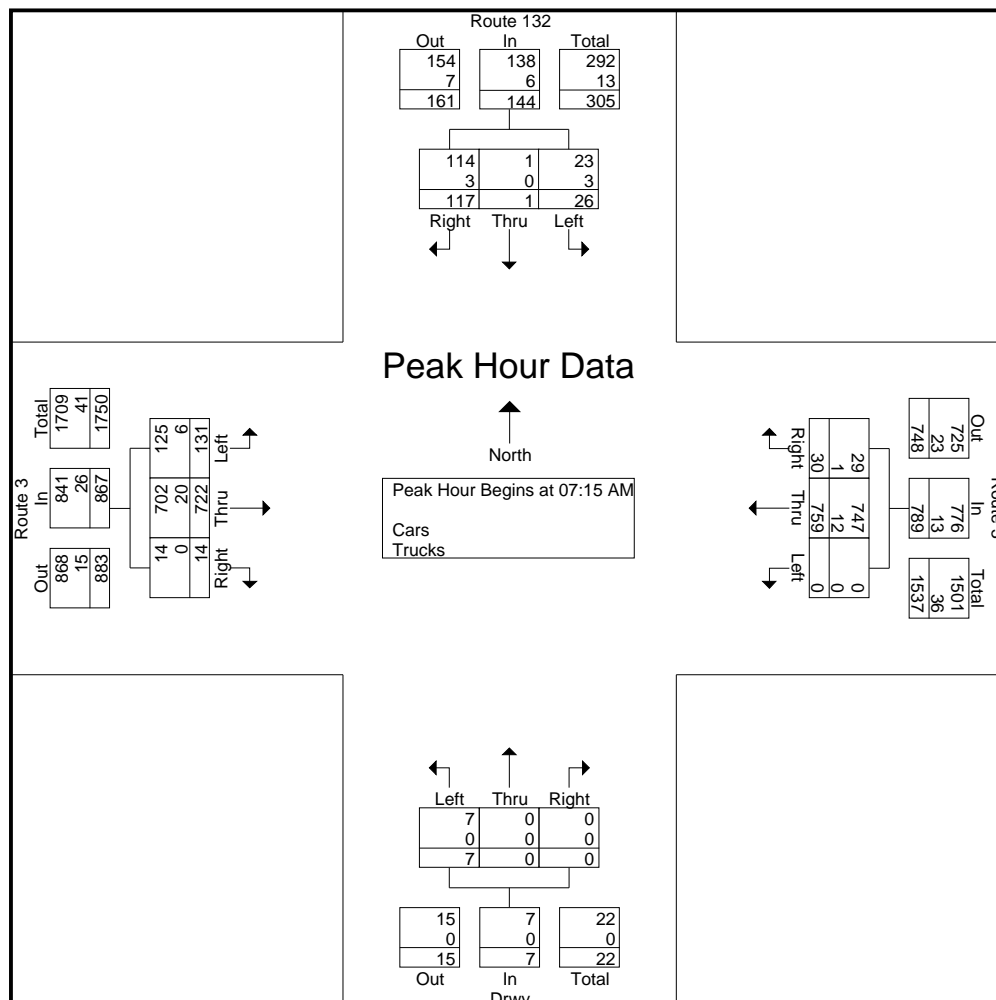 Route 132
Out In Total
154 138 292
7 6 13
161 144 305
114 1 23
3 0 3
117 1 26
Right Thru Left
Peak Hour Data
North
Peak Hour Begins at 07:15 AM
Cars
Trucks
Route 3
Out In Total
868 841 1709
15 26 41
883 867 1750
Left Thru Right
125 702 14
6 20 0
131 722 14
Out In Total
725 776 1501
23 13 36
748 789 1537
Right Thru Left
29 747 0
1 12 0
30 759 0
Left Thru Right
7 0 0
0 0 0
7 0 0
15 7 22
0 0 0
15 7 22
Out In Total
Drwy